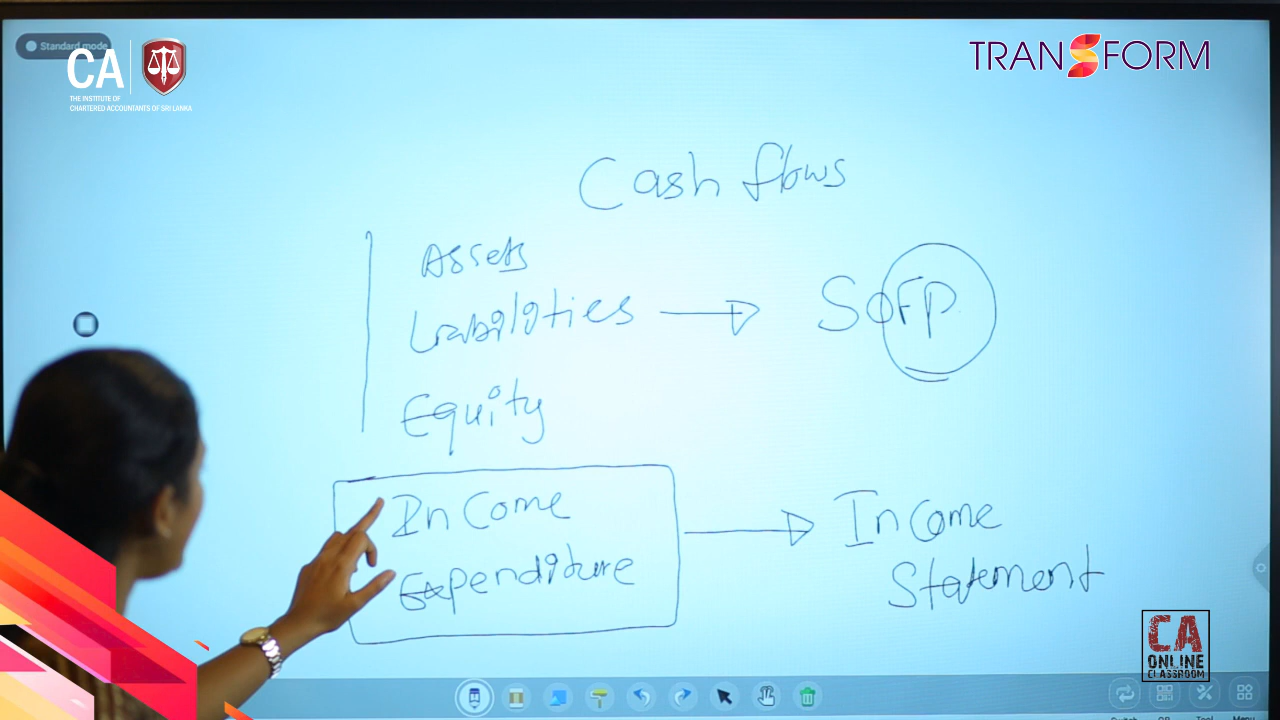 Standard mode
CA
THE INSTITUTE OF
CHARTERED ACCOUNTANTS OF SRI LANKA
TRANSFORM
Cash flows
Assets
Liabilities
SOFP
Equity
Income
Expenditure
Income
Statement
CA
ONLINE
CLASSROOM